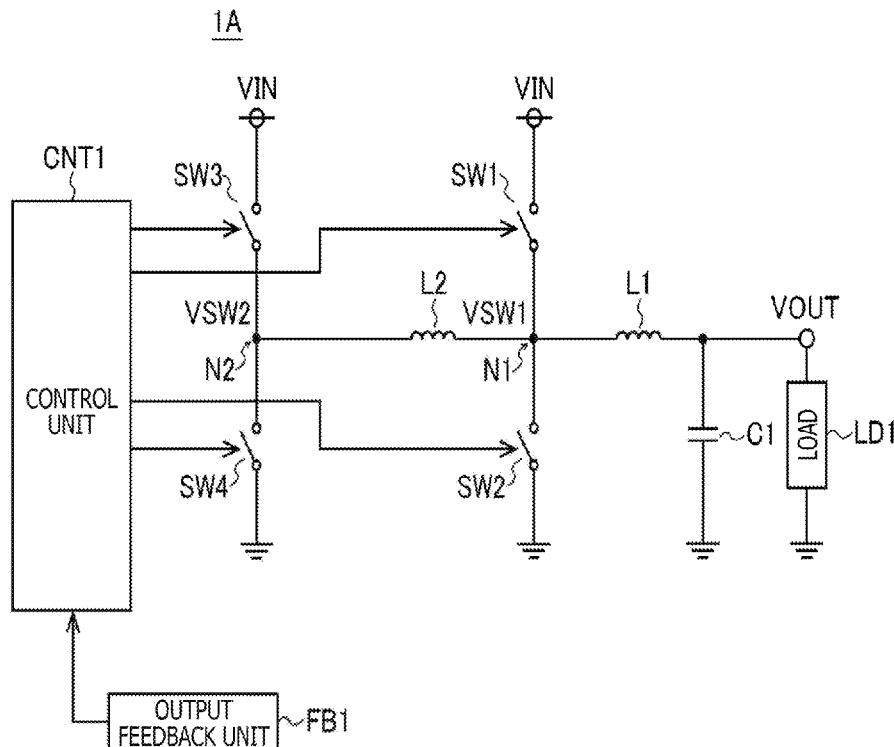 1A
VIN
VIN
CNT1
SW3
SW1
L2
L1
VSW2
VSW1
VOUT
N2
N1
CONTROL
UNIT
C1
LOAD
LD1
SW4
SW2
OUTPUT
FEEDBACK UNIT
FB1